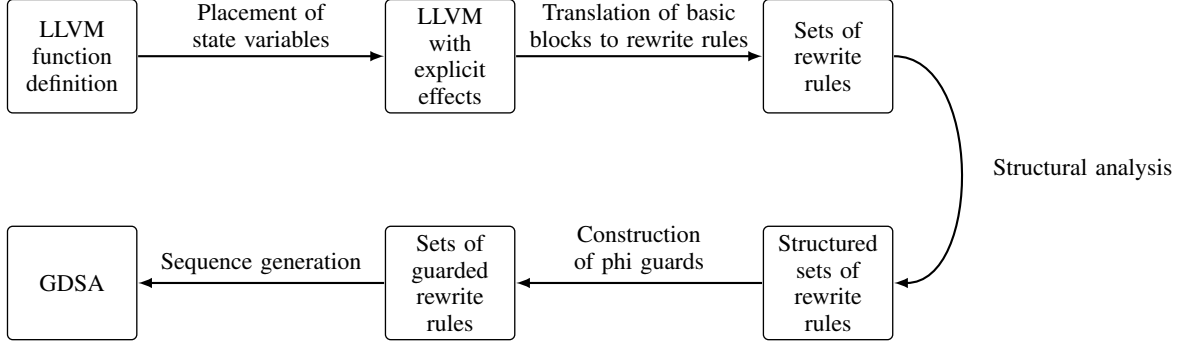 LLVM
function
definition
Placement of
state variables
LLVM
with
explicit
effects
Translation of basic
blocks to rewrite rules
Sets of
rewrite
rules
Structural analysis
Structured
sets of
rewrite
rules
Construction
of phi guards
Sets of
guarded
rewrite
rules
Sequence generation
GDSA